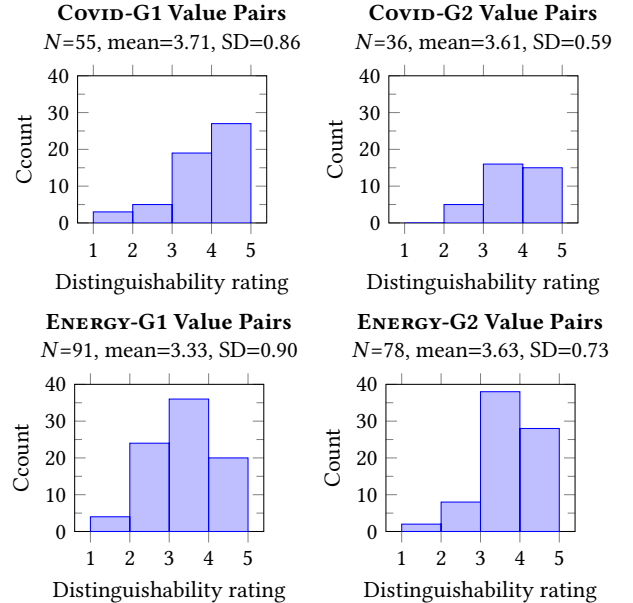 COVID-G1 Value Pairs
N=55, mean=3.71, SD=0.86
40
30
20
10
0
Ccount
1 2 3 4 5
Distinguishability rating
COVID-G2 Value Pairs
N=36, mean=3.61, SD=0.59
40
30
20
10
0
Count
1 2 3 4 5
Distinguishability rating
ENERGY-G1 Value Pairs
N=91, mean=3.33, SD=0.90
40
30
20
10
0
Ccount
1 2 3 4 5
Distinguishability rating
ENERGY-G2 Value Pairs
N=78, mean=3.63, SD=0.73
40
30
20
10
0
Count
1 2 3 4 5
Distinguishability rating